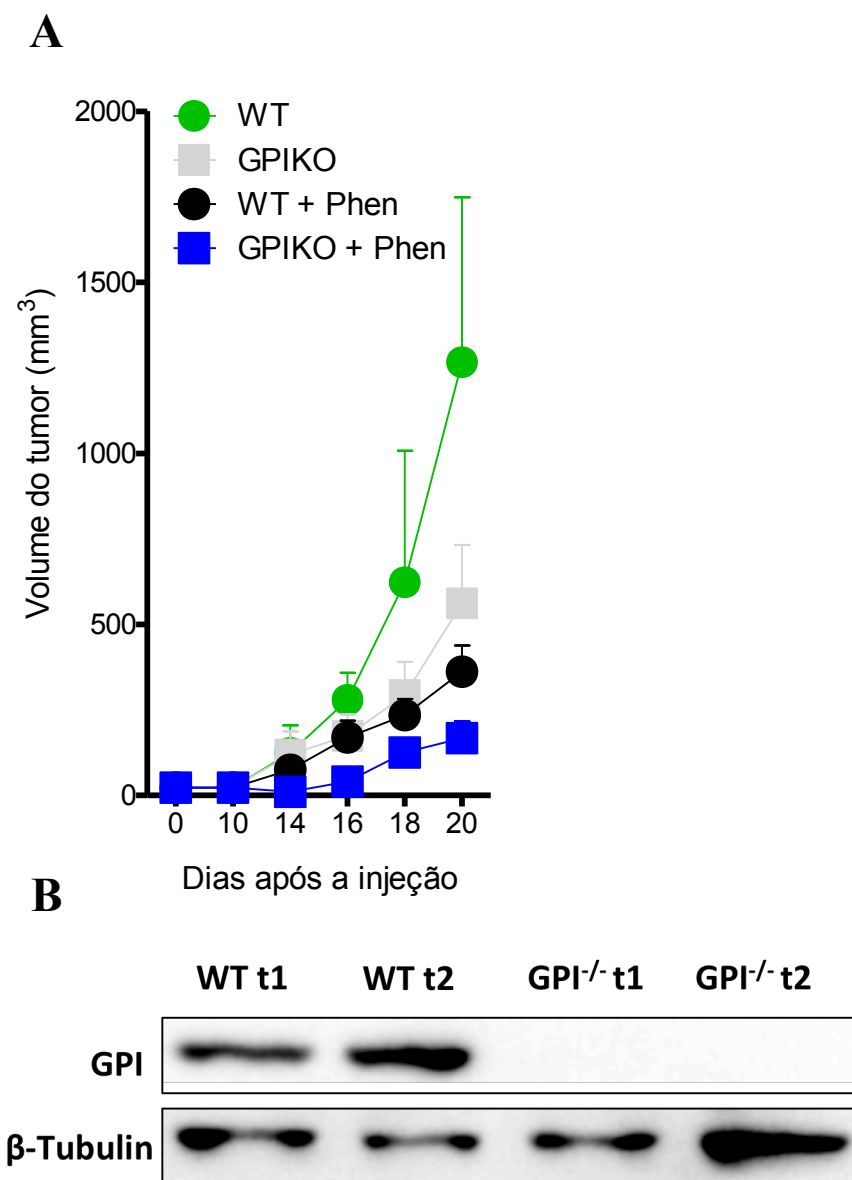 A
2000
1500
1000
500
0
Volume do tumor (mm³)
WT
GPIKO
WT + Phen
GPIKO + Phen
0 10 14 16 18 20
Dias após a injeção
B
WT t1 WT t2 GPI⁻/⁻ t1 GPI⁻/⁻ t2
GPI
β-Tubulin